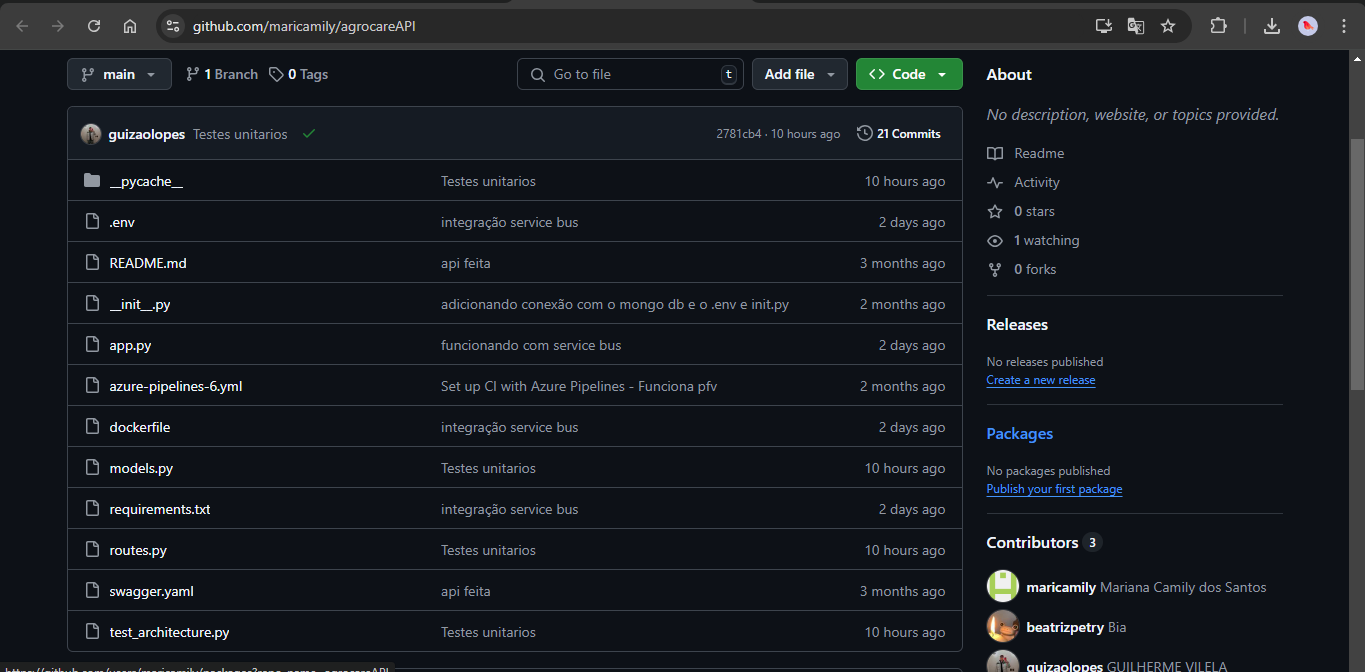 github.com/maricamily/agrocareAPI
main 1 Branch 0 Tags Go to file t Add file Code
guizaolopes Testes unitarios 2781cb4 · 10 hours ago 21 Commits
__pycache__ Testes unitarios 10 hours ago
.env integração service bus 2 days ago
README.md api feita 3 months ago
__init__.py adicionando conexão com o mongo db e o .env e init.py 2 months ago
app.py funcionando com service bus 2 days ago
azure-pipelines-6.yml Set up CI with Azure Pipelines - Funciona pfv 2 months ago
dockerfile integração service bus 2 days ago
models.py Testes unitarios 10 hours ago
requirements.txt integração service bus 2 days ago
routes.py Testes unitarios 10 hours ago
swagger.yaml api feita 3 months ago
test_architecture.py Testes unitarios 10 hours ago
About
No description, website, or topics provided.
Readme
Activity
0 stars
1 watching
0 forks
Releases
No releases published
Create a new release
Packages
No packages published
Publish your first package
Contributors 3
maricamily Mariana Camily dos Santos
beatrizpetry Bia
guizaolopes GUILHERME VILELA